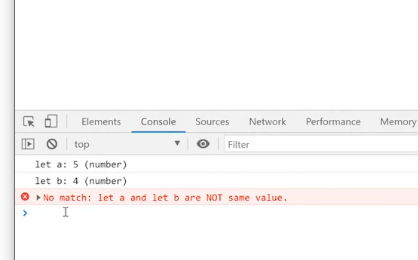 Elements Console Sources Network Performance Memory
top Filter
let a: 5 (number)
let b: 4 (number)
No match: let a and let b are NOT same value.